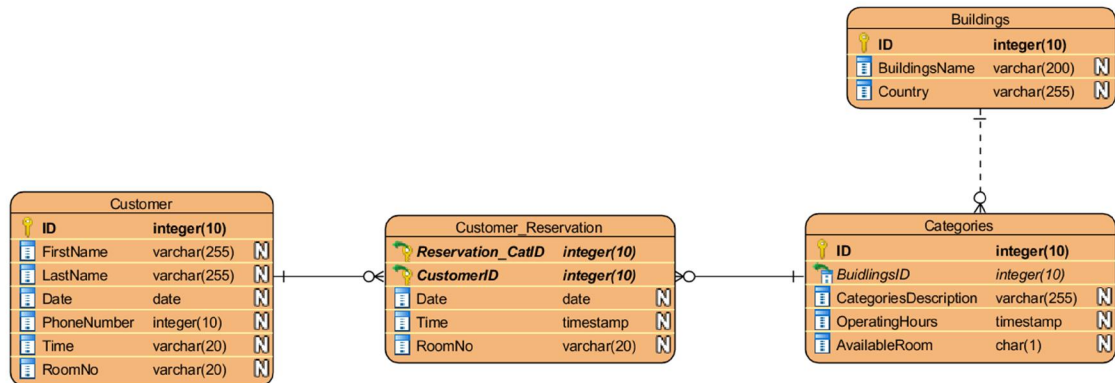 Buildings
ID integer(10)
BuildingsName varchar(200) N
Country varchar(255) N
Customer
ID integer(10)
FirstName varchar(255) N
LastName varchar(255) N
Date date N
PhoneNumber integer(10) N
Time varchar(20) N
RoomNo varchar(20) N
Customer_Reservation
Reservation_CatID integer(10)
CustomerID integer(10)
Date date N
Time timestamp N
RoomNo varchar(20) N
Categories
ID integer(10)
BuidlingsID integer(10)
CategoriesDescription varchar(255) N
OperatingHours timestamp N
AvailableRoom char(1) N